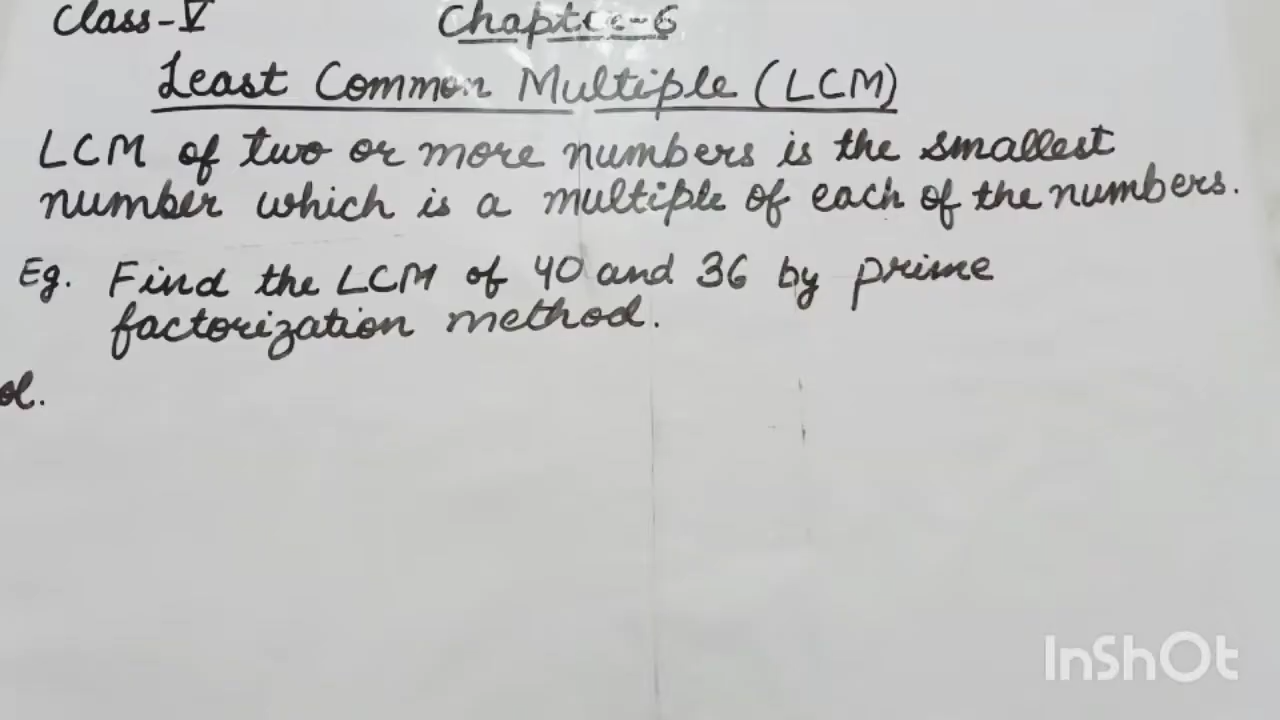 Class-V Chapter-6
Least Common Multiple (LCM)
LCM of two or more numbers is the smallest
number which is a multiple of each of the numbers.
Eg. Find the LCM of 40 and 36 by prime
factorization method.
ol.
InShOt